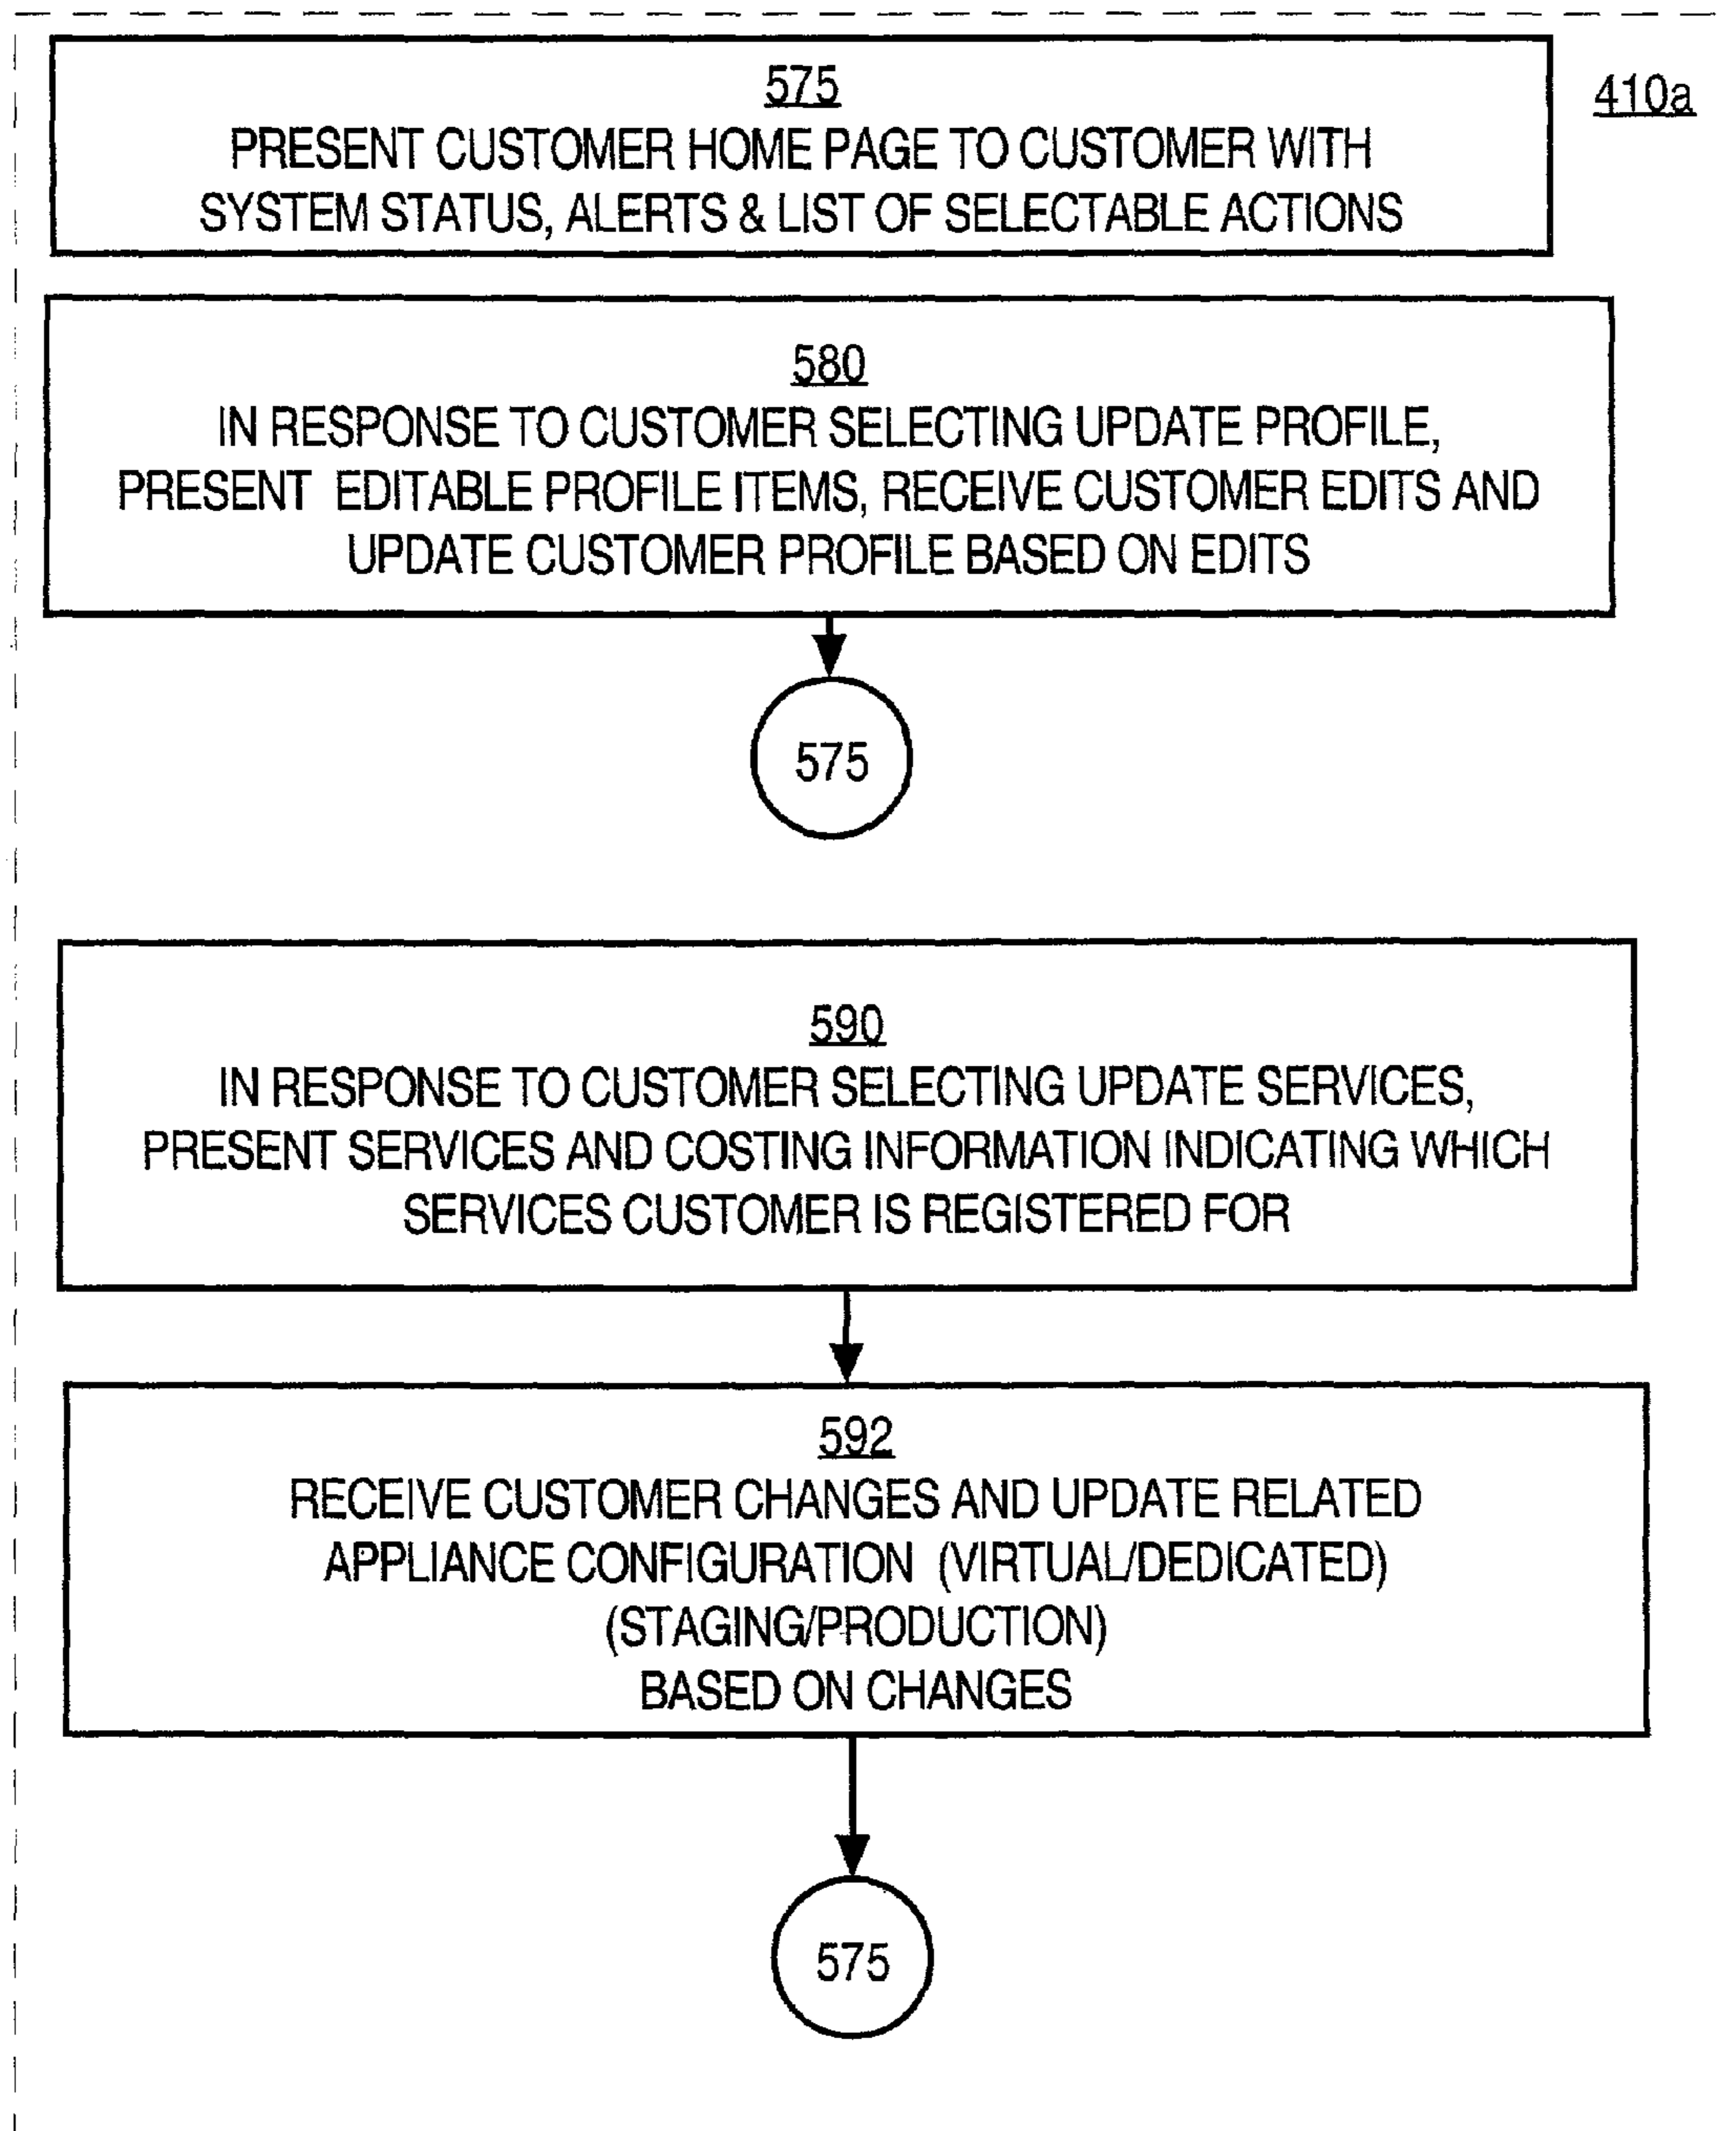 575
410a
PRESENT CUSTOMER HOME PAGE TO CUSTOMER WITH
SYSTEM STATUS, ALERTS & LIST OF SELECTABLE ACTIONS
580
IN RESPONSE TO CUSTOMER SELECTING UPDATE PROFILE,
PRESENT EDITABLE PROFILE ITEMS, RECEIVE CUSTOMER EDITS AND
UPDATE CUSTOMER PROFILE BASED ON EDITS
575
590
IN RESPONSE TO CUSTOMER SELECTING UPDATE SERVICES,
PRESENT SERVICES AND COSTING INFORMATION INDICATING WHICH
SERVICES CUSTOMER IS REGISTERED FOR
592
RECEIVE CUSTOMER CHANGES AND UPDATE RELATED
APPLIANCE CONFIGURATION (VIRTUAL/DEDICATED)
(STAGING/PRODUCTION)
BASED ON CHANGES
575